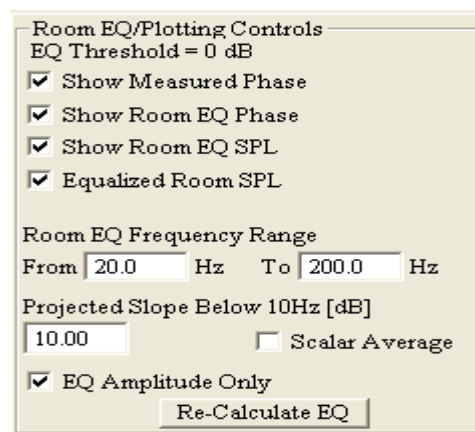 Room EQ/Plotting Controls
EQ Threshold = 0 dB
Show Measured Phase
Show Room EQ Phase
Show Room EQ SPL
Equalized Room SPL
Room EQ Frequency Range
From 20.0 Hz To 200.0 Hz
Projected Slope Below 10Hz [dB]
10.00 Scalar Average
EQ Amplitude Only
Re-Calculate EQ